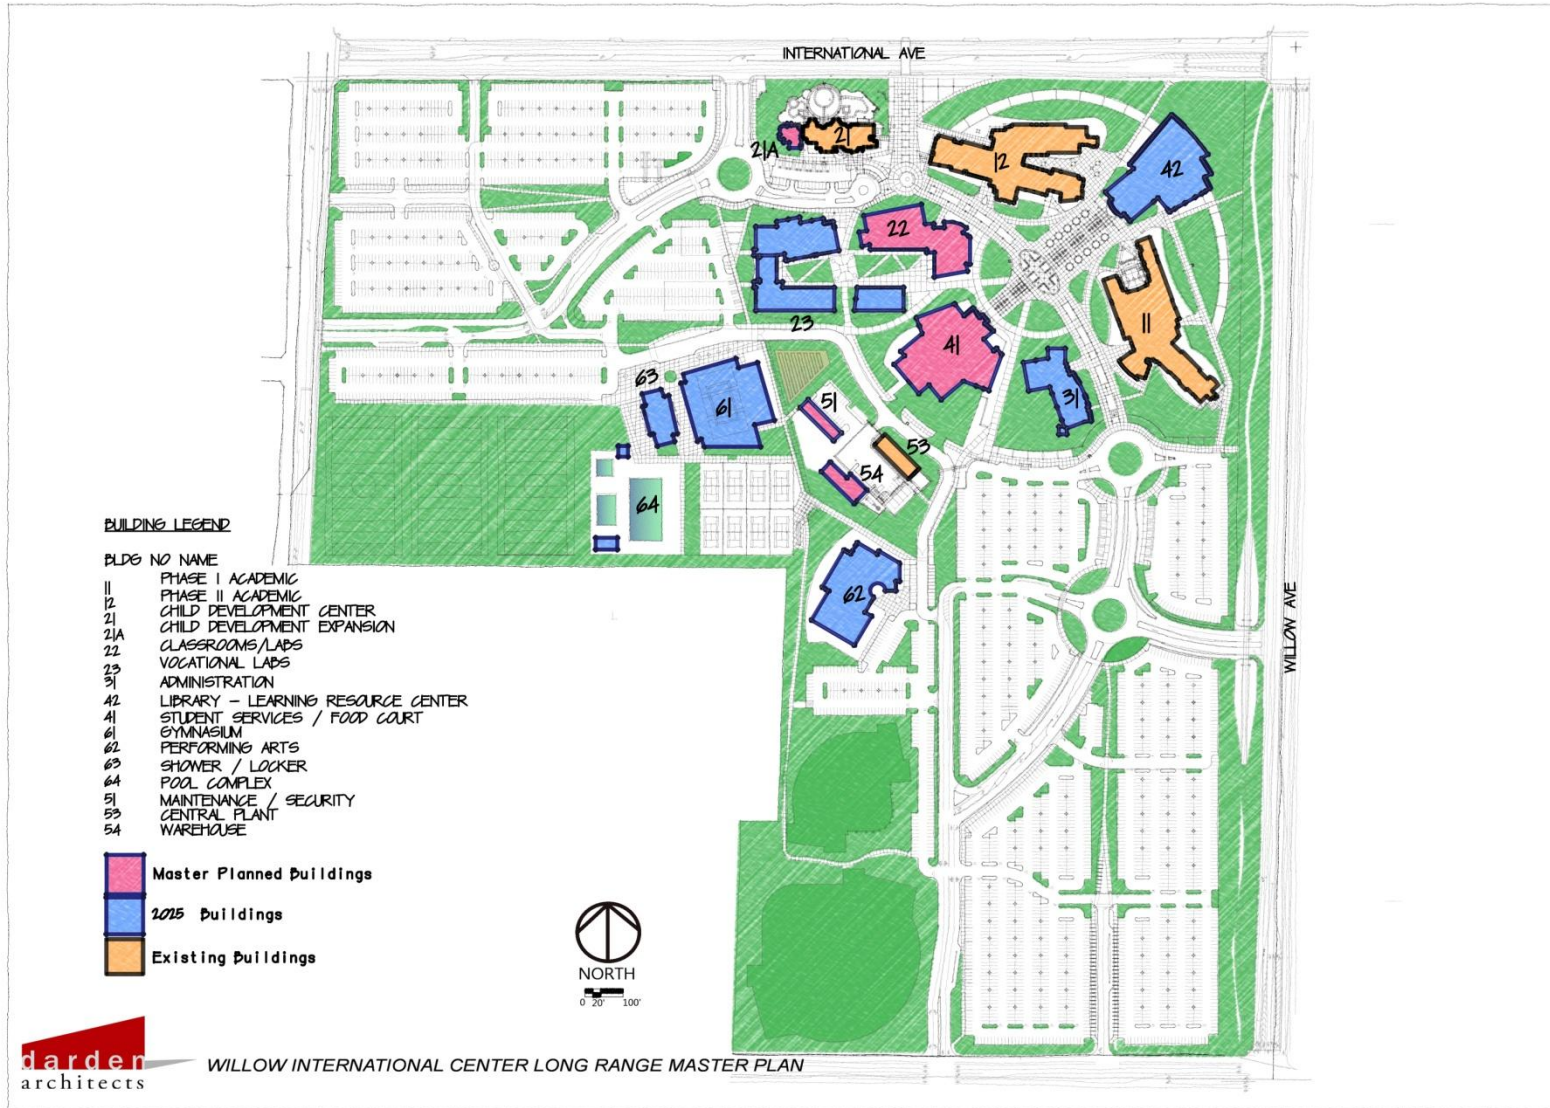 INTERNATIONAL AVE
21A
21
12
42
22
23
41
11
31
63
61
51
53
54
64
62
WILLOW AVE
BUILDING LEGEND
BLDG NO NAME
11 PHASE I ACADEMIC
12 PHASE II ACADEMIC
21 CHILD DEVELOPMENT CENTER
21A CHILD DEVELOPMENT EXPANSION
22 CLASSROOMS/LABS
23 VOCATIONAL LABS
31 ADMINISTRATION
42 LIBRARY - LEARNING RESOURCE CENTER
41 STUDENT SERVICES / FOOD COURT
61 GYMNASIUM
62 PERFORMING ARTS
63 SHOWER / LOCKER
64 POOL COMPLEX
51 MAINTENANCE / SECURITY
53 CENTRAL PLANT
54 WAREHOUSE
Master Planned Buildings
2025 Buildings
Existing Buildings
NORTH
0 20' 100'
darden
architects
WILLOW INTERNATIONAL CENTER LONG RANGE MASTER PLAN